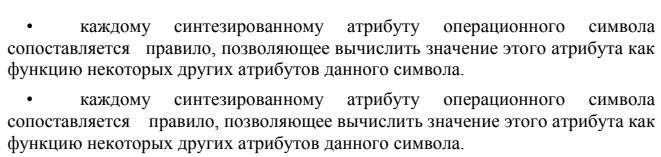 • каждому синтезированному атрибуту операционного символа
сопоставляется правило, позволяющее вычислить значение этого атрибута как
функцию некоторых других атрибутов данного символа.
• каждому синтезированному атрибуту операционного символа
сопоставляется правило, позволяющее вычислить значение этого атрибута как
функцию некоторых других атрибутов данного символа.